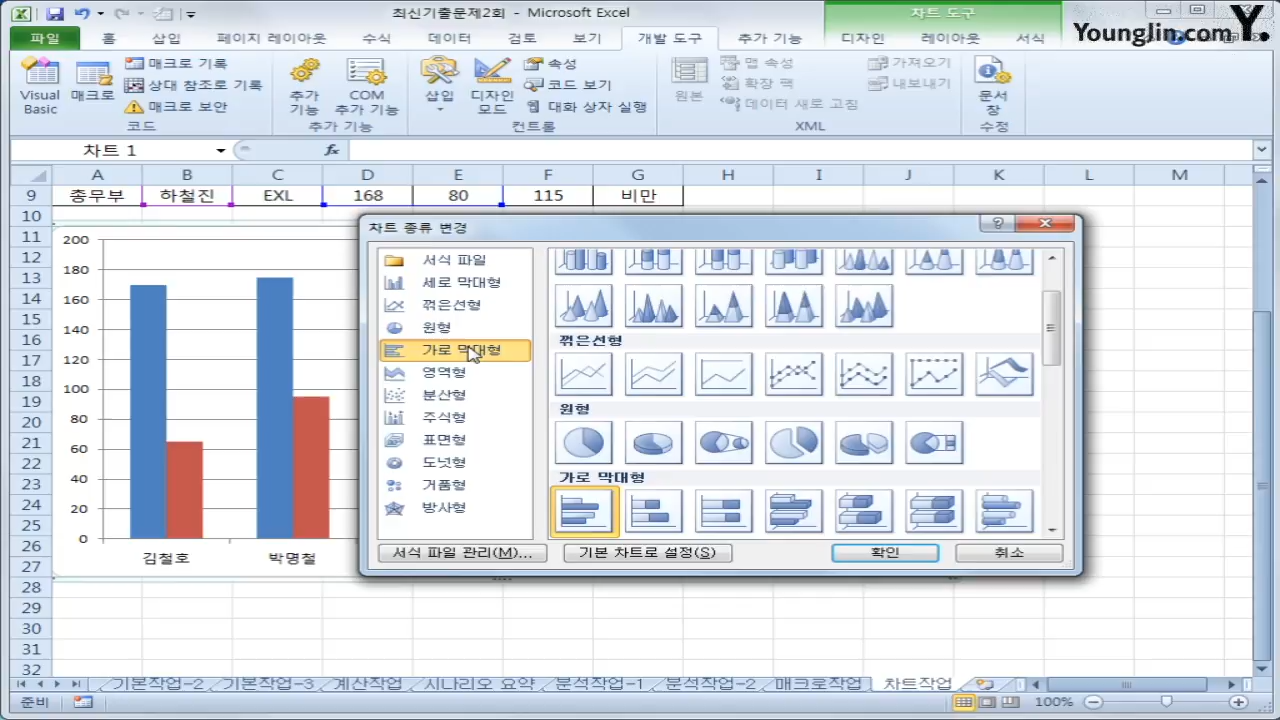 최신기출문제2회 - Microsoft Excel
차트 도구
Younglin.com Y.
파일 홈 삽입 페이지 레이아웃 수식 데이터 검토 보기 개발 도구 추가 기능 디자인 레이아웃 서식
Visual Basic
매크로
매크로 기록
상대 참조로 기록
매크로 보안
코드
추가 기능
COM 추가 기능
추가 기능
삽입
디자인 모드
속성
코드 보기
대화 상자 실행
컨트롤
원본
맵 속성
확장 팩
데이터 새로 고침
가져오기
내보내기
XML
문서 창
수정
차트 1 fx
A B C D E F G H I J K L M
9 총무부 하철진 EXL 168 80 115 비만
10
11
12
13
14
15
16
17
18
19
20
21
22
23
24
25
26
27
28
29
30
31
32
200
180
160
140
120
100
80
60
40
20
0
김철호 박명철
차트 종류 변경
서식 파일
세로 막대형
꺾은선형
원형
가로 막대형
영역형
분산형
주식형
표면형
도넛형
거품형
방사형
꺾은선형
원형
가로 막대형
서식 파일 관리(M)... 기본 차트로 설정(S) 확인 취소
기본작업-2 기본작업-3 계산작업 시나리오 요약 분석작업-1 분석작업-2 매크로작업 차트작업
준비 100%